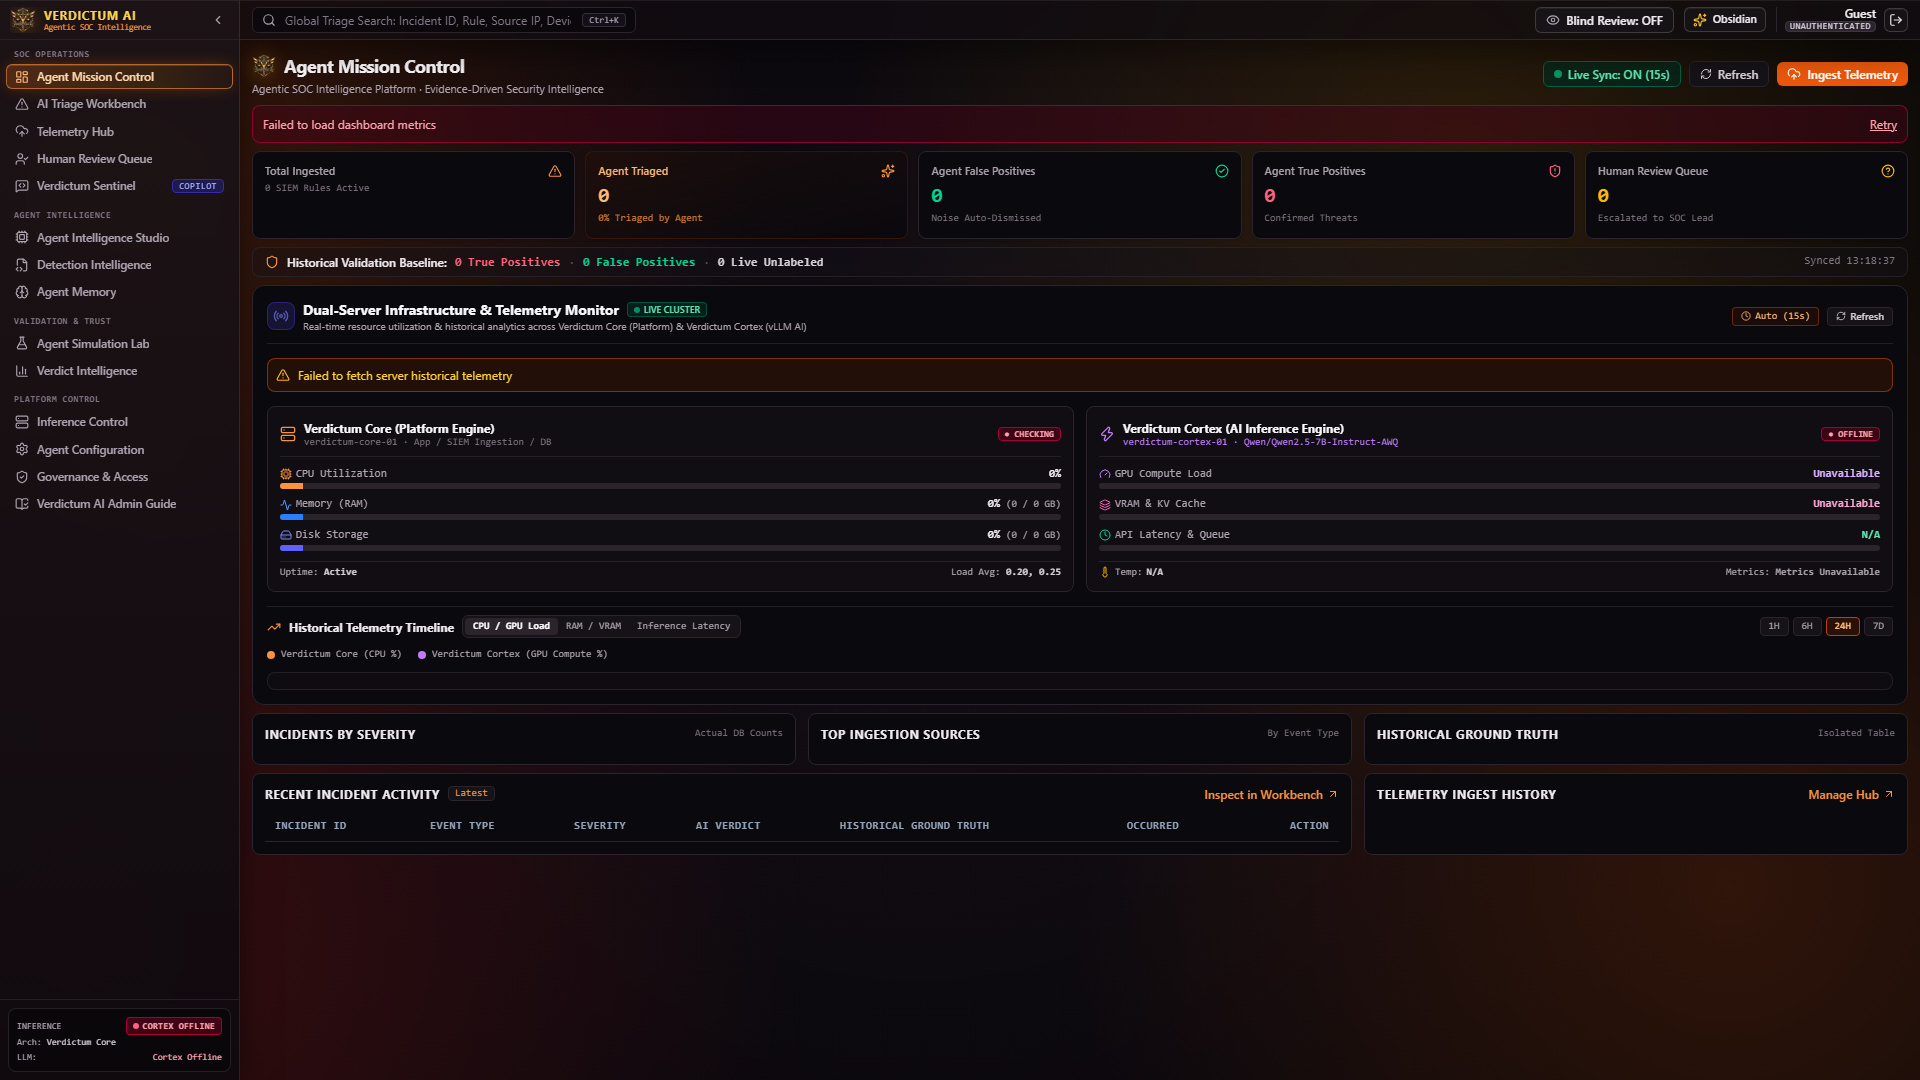 VERDICTUM AI
Agentic SOC Intelligence
Global Triage Search: Incident ID, Rule, Source IP, Devi
Ctrl+K
Blind Review: OFF
Obsidian
Guest
UNAUTHENTICATED
SOC OPERATIONS
Agent Mission Control
AI Triage Workbench
Telemetry Hub
Human Review Queue
Verdictum Sentinel
COPILOT
AGENT INTELLIGENCE
Agent Intelligence Studio
Detection Intelligence
Agent Memory
VALIDATION & TRUST
Agent Simulation Lab
Verdict Intelligence
PLATFORM CONTROL
Inference Control
Agent Configuration
Governance & Access
Verdictum AI Admin Guide
INFERENCE
CORTEX OFFLINE
Arch: Verdictum Core
LLM:
Cortex Offline
Agent Mission Control
Agentic SOC Intelligence Platform · Evidence-Driven Security Intelligence
Live Sync: ON (15s)
Refresh
Ingest Telemetry
Failed to load dashboard metrics
Retry
Total Ingested
0 SIEM Rules Active
Agent Triaged
0
0% Triaged by Agent
Agent False Positives
0
Noise Auto-Dismissed
Agent True Positives
0
Confirmed Threats
Human Review Queue
0
Escalated to SOC Lead
Historical Validation Baseline: 0 True Positives · 0 False Positives · 0 Live Unlabeled
Synced 13:18:37
Dual-Server Infrastructure & Telemetry Monitor
LIVE CLUSTER
Real-time resource utilization & historical analytics across Verdictum Core (Platform) & Verdictum Cortex (vLLM AI)
Auto (15s)
Refresh
Failed to fetch server historical telemetry
Verdictum Core (Platform Engine)
verdictum-core-01 · App / SIEM Ingestion / DB
CHECKING
CPU Utilization
0%
Memory (RAM)
0% (0 / 0 GB)
Disk Storage
0% (0 / 0 GB)
Uptime: Active
Load Avg: 0.20, 0.25
Verdictum Cortex (AI Inference Engine)
verdictum-cortex-01 · Qwen/Qwen2.5-7B-Instruct-AWQ
OFFLINE
GPU Compute Load
Unavailable
VRAM & KV Cache
Unavailable
API Latency & Queue
N/A
Temp: N/A
Metrics: Metrics Unavailable
Historical Telemetry Timeline
CPU / GPU Load
RAM / VRAM
Inference Latency
1H
6H
24H
7D
Verdictum Core (CPU %)
Verdictum Cortex (GPU Compute %)
INCIDENTS BY SEVERITY
Actual DB Counts
TOP INGESTION SOURCES
By Event Type
HISTORICAL GROUND TRUTH
Isolated Table
RECENT INCIDENT ACTIVITY
Latest
Inspect in Workbench
INCIDENT ID
EVENT TYPE
SEVERITY
AI VERDICT
HISTORICAL GROUND TRUTH
OCCURRED
ACTION
TELEMETRY INGEST HISTORY
Manage Hub